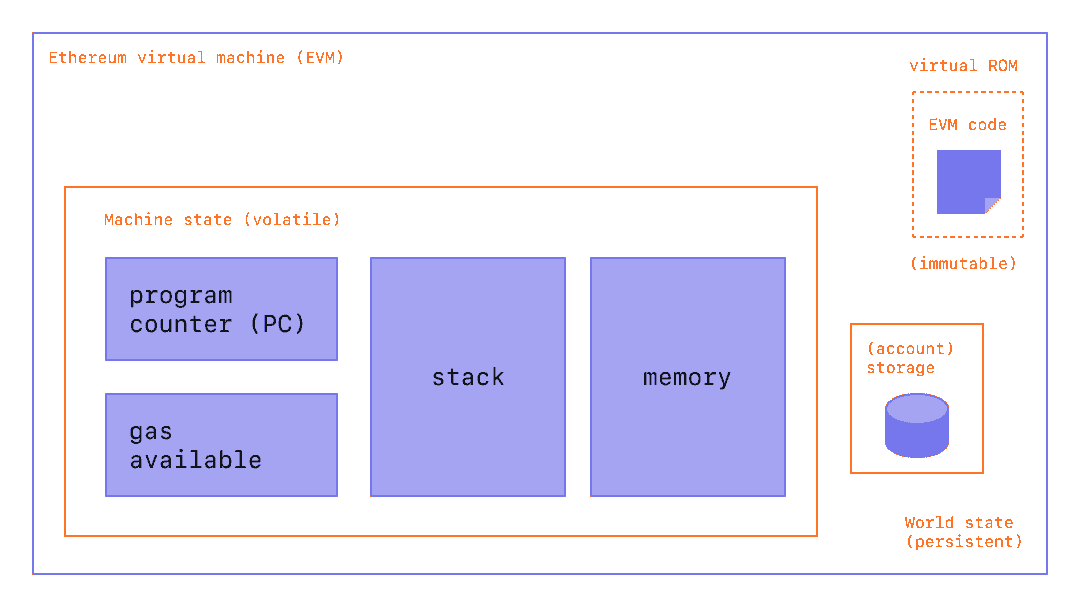 Ethereum virtual machine (EVM)
virtual ROM
EVM code
(immutable)
Machine state (volatile)
program
counter (PC)
gas
available
stack
memory
(account)
storage
World state
(persistent)